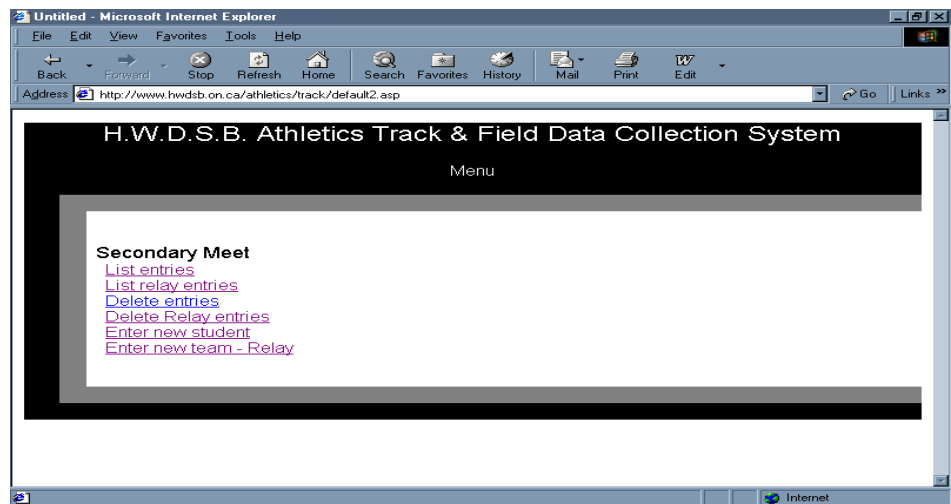 Untitled - Microsoft Internet Explorer
File Edit View Favorites Tools Help
Back Forward Stop Refresh Home Search Favorites History Mail Print Edit
Address http://www.hwdsb.on.ca/athletics/track/default2.asp Go Links »
H.W.D.S.B. Athletics Track & Field Data Collection System
Menu
Secondary Meet
List entries
List relay entries
Delete entries
Delete Relay entries
Enter new student
Enter new team - Relay
Internet